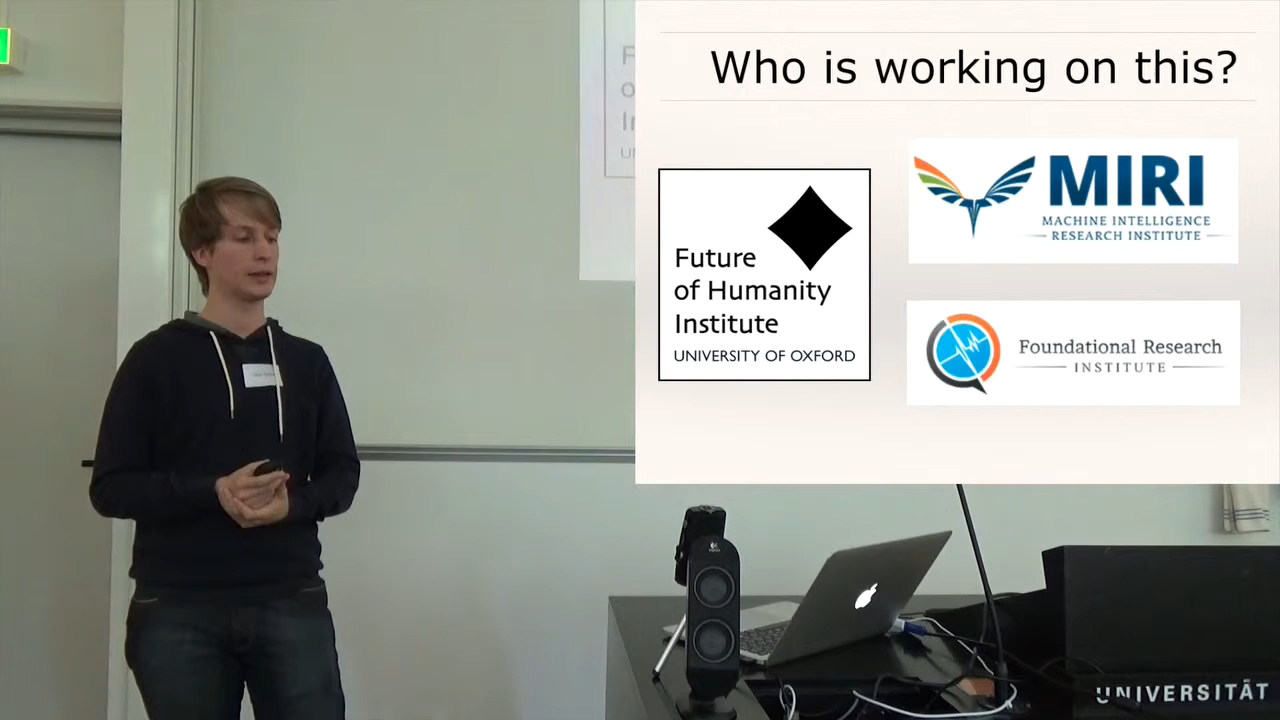 Who is working on this?
Future
of Humanity
Institute
UNIVERSITY OF OXFORD
MIRI
MACHINE INTELLIGENCE
RESEARCH INSTITUTE
Foundational Research
INSTITUTE
UNIVERSITÄT